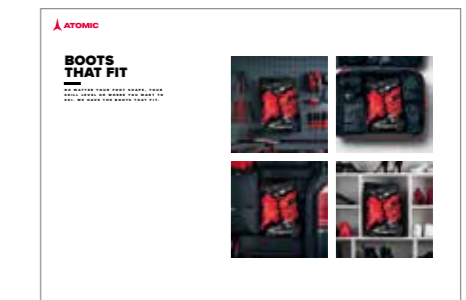 ATOMIC
BOOTS
THAT FIT
NO MATTER YOUR FOOT SHAPE, YOUR
SKILL LEVEL OR WHERE YOU WANT TO
SKI. WE HAVE THE BOOTS THAT FIT.